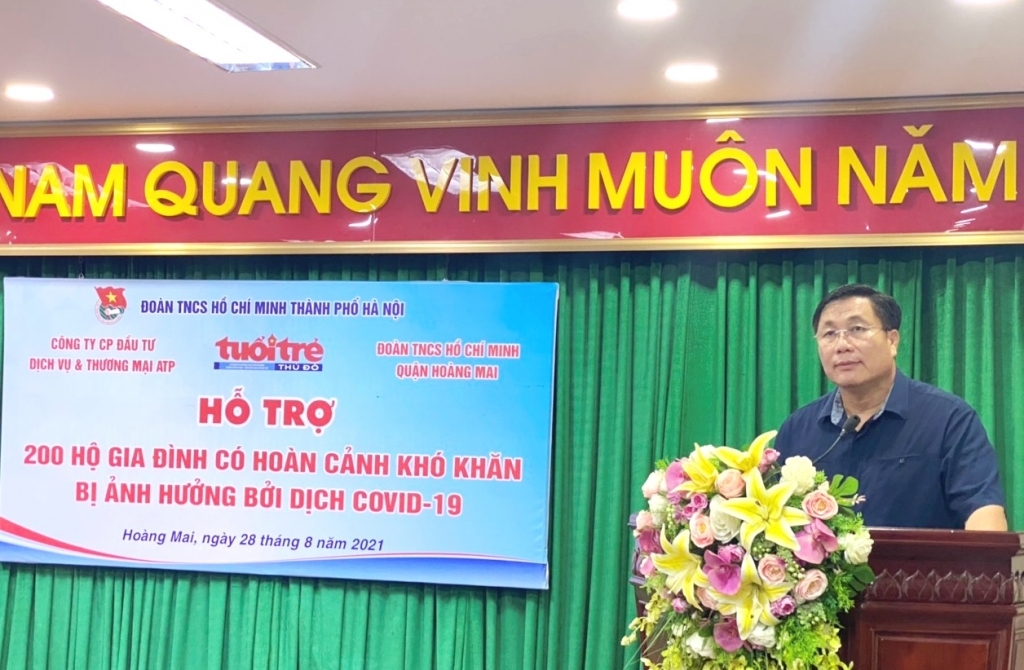 NAM QUANG VINH MUÔN NĂM
ĐOÀN TNCS HỒ CHÍ MINH THÀNH PHỐ HÀ NỘI
CÔNG TY CP ĐẦU TƯ
DỊCH VỤ & THƯƠNG MẠI ATP
tuổitrẻ
THỦ ĐÔ
ĐOÀN TNCS HỒ CHÍ MINH
QUẬN HOÀNG MAI
HỖ TRỢ
200 HỘ GIA ĐÌNH CÓ HOÀN CẢNH KHÓ KHĂN
BỊ ẢNH HƯỞNG BỞI DỊCH COVID-19
Hoàng Mai, ngày 28 tháng 8 năm 2021